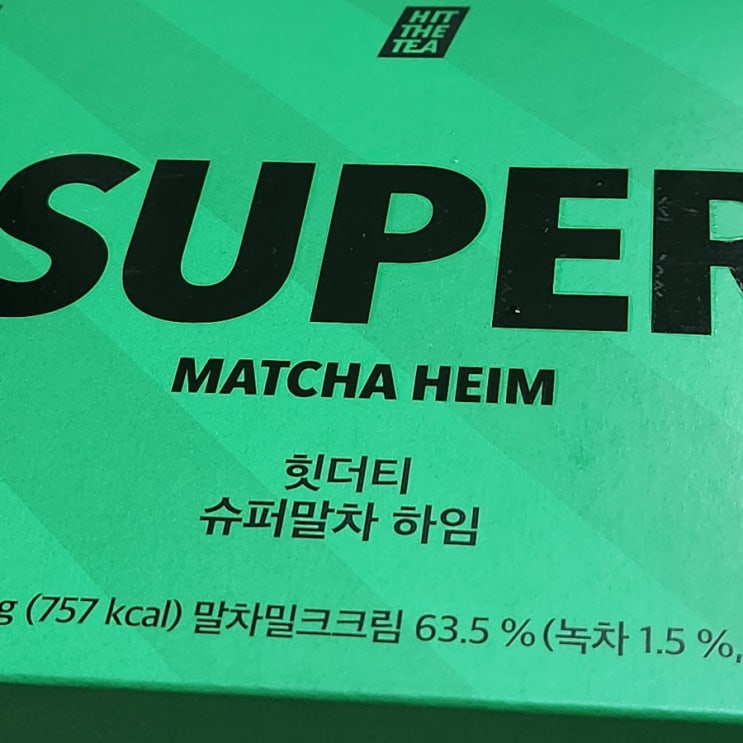 HIT
THE
TEA
SUPER
MATCHA HEIM
힛더티
슈퍼말차 하임
g (757 kcal) 말차밀크크림 63.5 % (녹차 1.5 %,